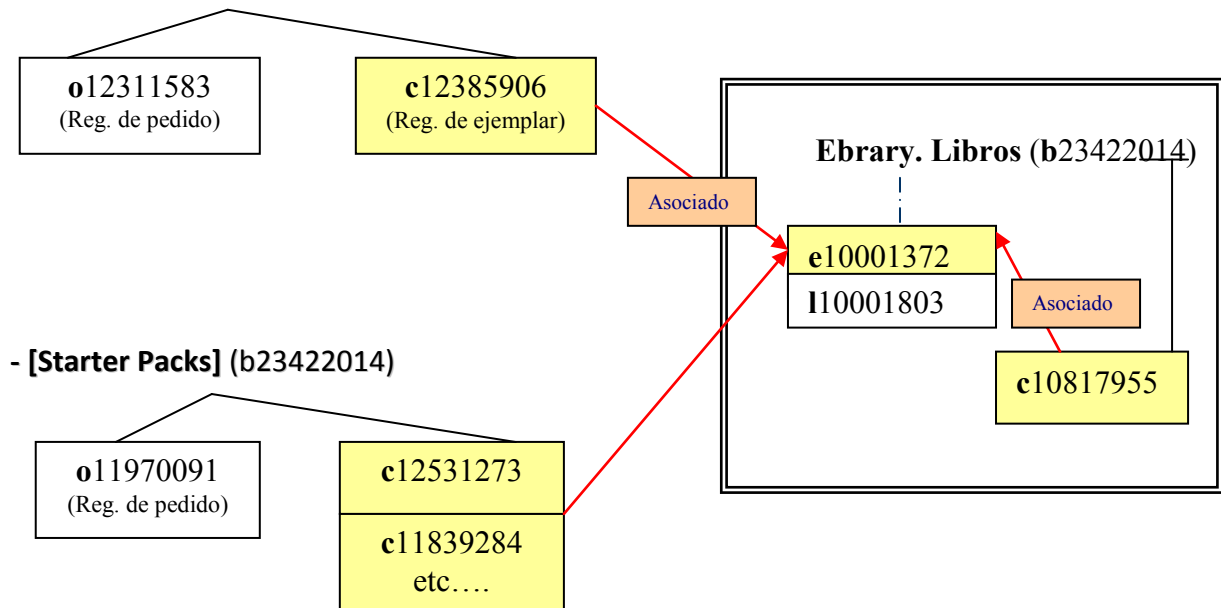 o12311583
(Reg. de pedido)
c12385906
(Reg. de ejemplar)
Asociado
Ebrary. Libros (b23422014)
e10001372
l10001803
Asociado
c10817955
- [Starter Packs] (b23422014)
o11970091
(Reg. de pedido)
c12531273
c11839284
etc….